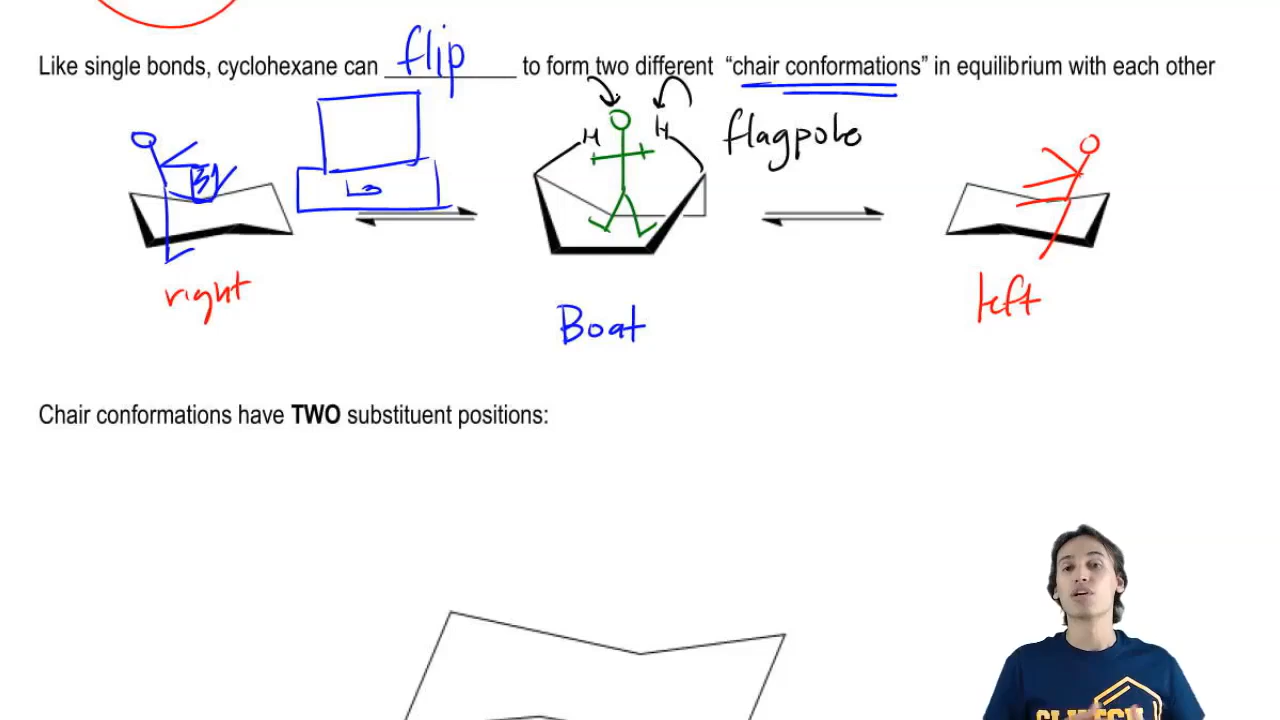 Like single bonds, cyclohexane can flip to form two different “chair conformations” in equilibrium with each other
H H flagpole
right
Boat
left
Chair conformations have TWO substituent positions:
CLUTCH